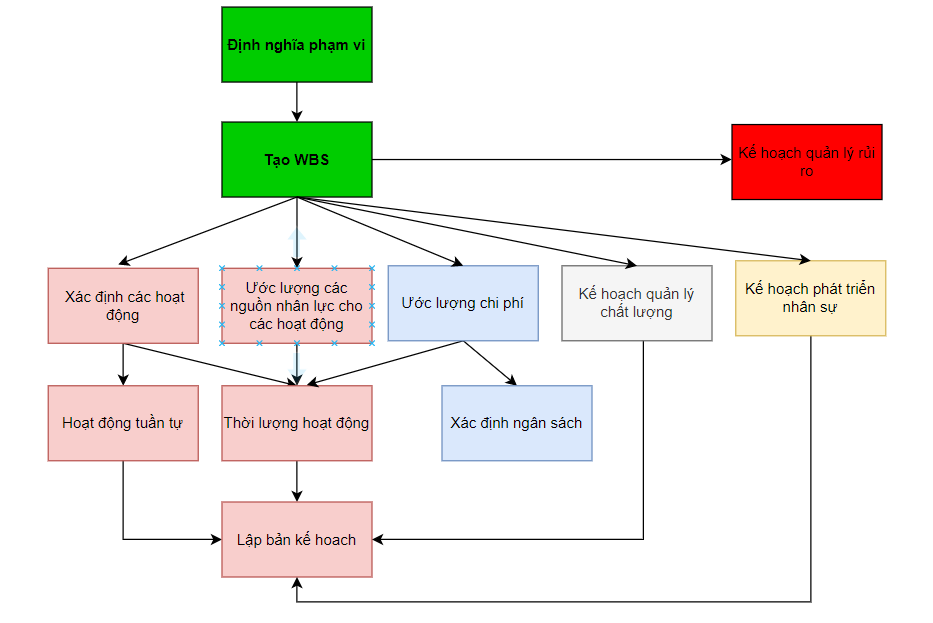 Định nghĩa phạm vi
Tạo WBS
Kế hoạch quản lý rủi
ro
Xác định các hoạt
động
Ước lượng các
nguồn nhân lực cho
các hoạt động
Ước lượng chi phí
Kế hoạch quản lý
chất lượng
Kế hoạch phát triển
nhân sự
Hoạt động tuần tự
Thời lượng hoạt động
Xác định ngân sách
Lập bản kế hoach